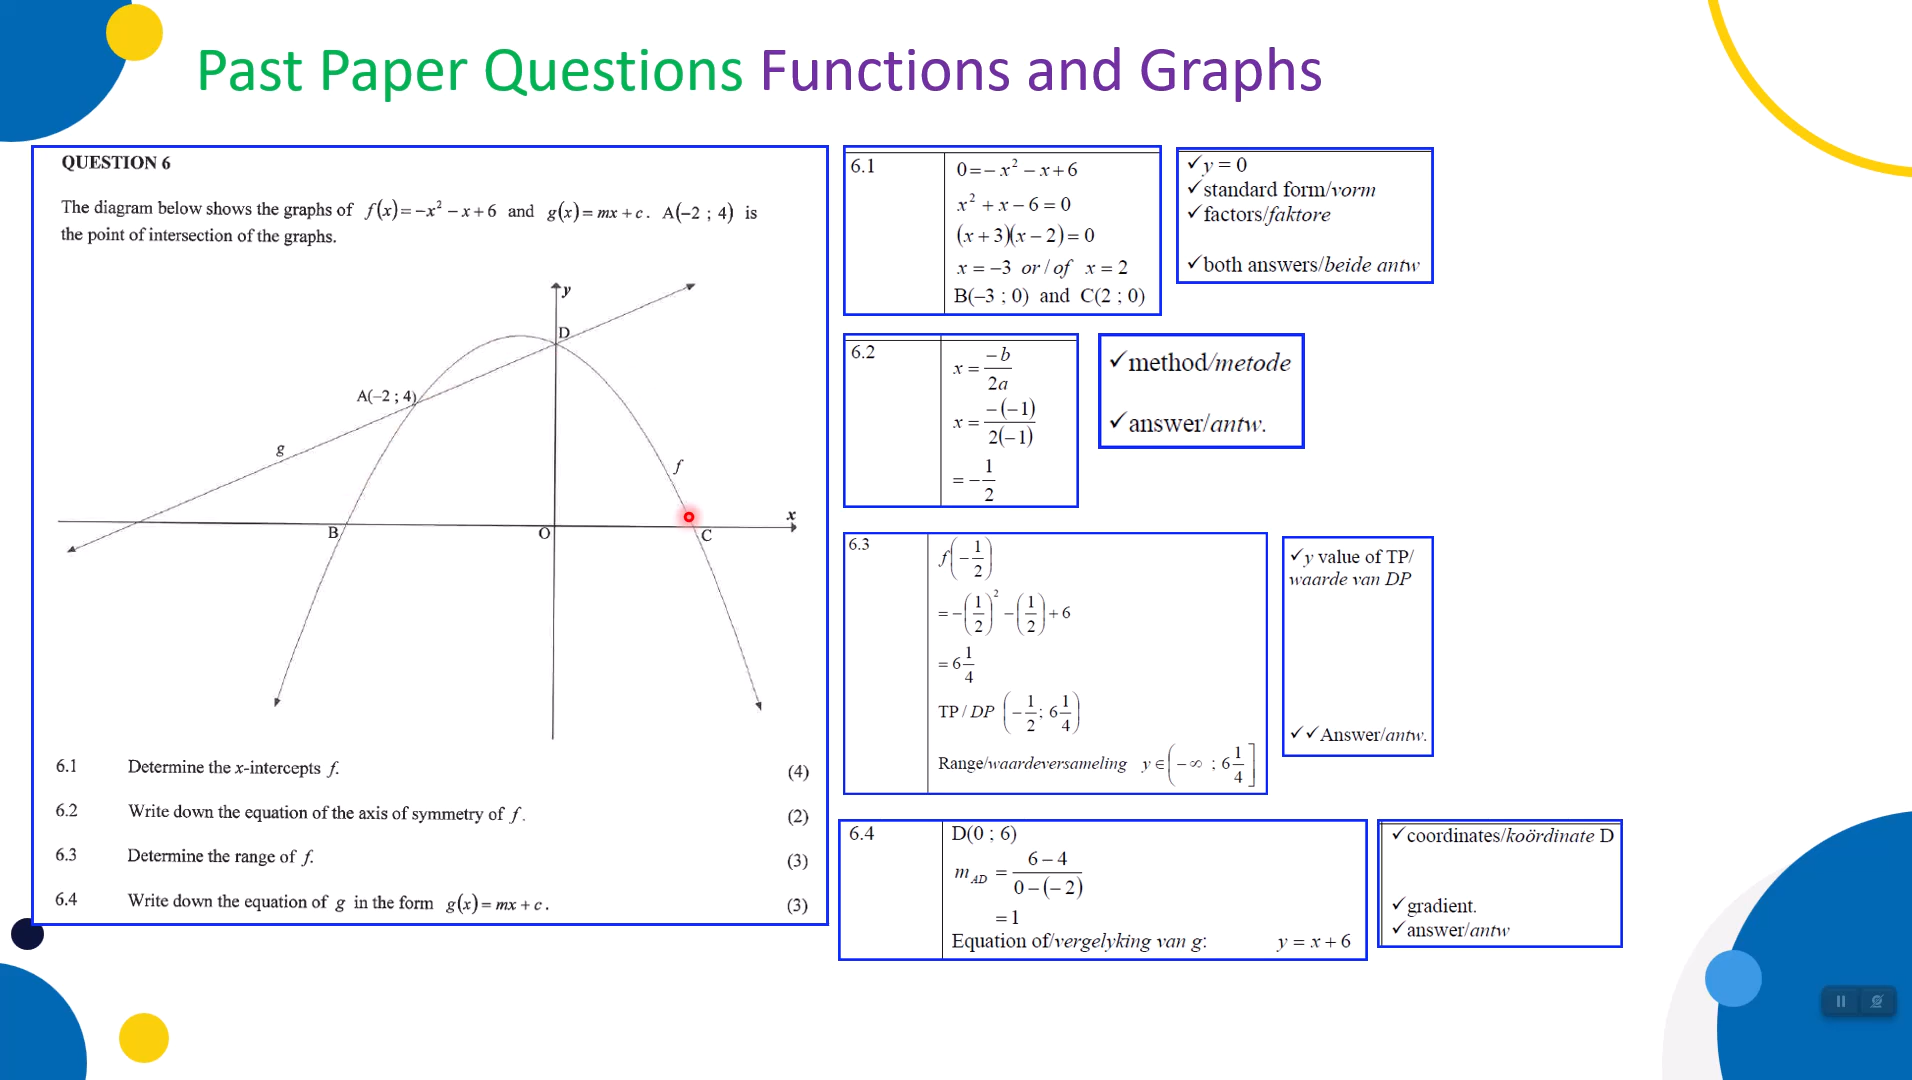 Past Paper Questions Functions and Graphs
QUESTION 6
The diagram below shows the graphs of f(x)=−x²−x+6 and g(x)=mx+c. A(−2 ; 4) is
the point of intersection of the graphs.
y
D
A(−2 ; 4)
g
f
x
B
O
C
6.1 Determine the x-intercepts f. (4)
6.2 Write down the equation of the axis of symmetry of f. (2)
6.3 Determine the range of f. (3)
6.4 Write down the equation of g in the form g(x)=mx+c. (3)
6.1
0=−x²−x+6
x²+x−6=0
(x+3)(x−2)=0
x=−3 or/of x=2
B(−3 ; 0) and C(2 ; 0)
✓y=0
✓standard form/vorm
✓factors/faktore
✓both answers/beide antw
6.2
x=−b/2a
x=−(−1)/2(−1)
=−1/2
✓method/metode
✓answer/antw.
6.3
f(−1/2)
=−(1/2)²−(1/2)+6
=6 1/4
TP/DP (−1/2; 6 1/4)
Range/waardeversameling y∈(−∞ ; 6 1/4]
✓y value of TP/
waarde van DP
✓✓Answer/antw.
6.4
D(0 ; 6)
m_AD = (6−4)/(0−(−2))
=1
Equation of/vergelyking van g: y=x+6
✓coordinates/koördinate D
✓gradient.
✓answer/antw